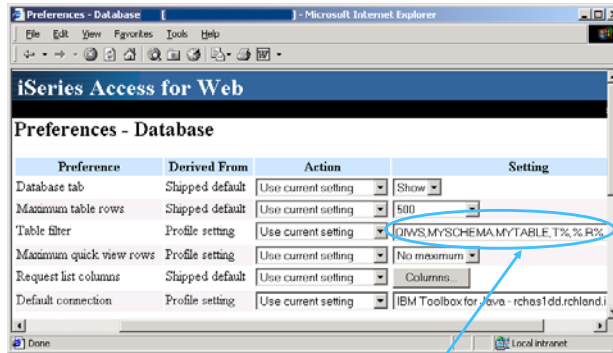 Preferences - Database [ ] - Microsoft Internet Explorer
File Edit View Favorites Tools Help
iSeries Access for Web
Preferences - Database
Preference Derived From Action Setting
Database tab Shipped default Use current setting Show
Maximum table rows Shipped default Use current setting 500
Table filter Profile setting Use current setting QIWS,MYSCHEMA.MYTABLE,T%,%.R%
Maximum quick view rows Profile setting Use current setting No maximum
Request list columns Shipped default Use current setting Columns...
Default connection Profile setting Use current setting IBM Toolbox for Java - rchas1dd.rchland.i
Done Local intranet